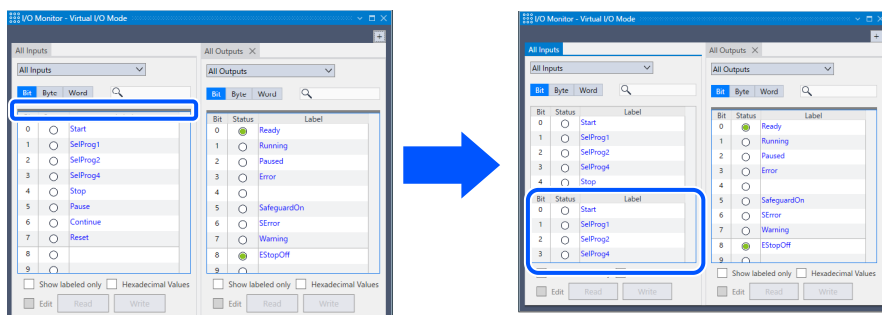 I/O Monitor - Virtual I/O Mode
All Inputs
All Outputs
All Inputs
All Outputs
Bit Byte Word
Bit Byte Word
Bit Status Label
0 Start
1 SelProg1
2 SelProg2
3 SelProg4
4 Stop
5 Pause
6 Continue
7 Reset
8
9
0 Ready
1 Running
2 Paused
3 Error
4
5 SafeguardOn
6 SError
7 Warning
8 EStopOff
9
Show labeled only Hexadecimal Values
Edit Read Write
Show labeled only Hexadecimal Values
Edit Read Write
I/O Monitor - Virtual I/O Mode
All Inputs
All Outputs
All Inputs
All Outputs
Bit Byte Word
Bit Byte Word
Bit Status Label
0 Start
1 SelProg1
2 SelProg2
3 SelProg4
4 Stop
Bit Status Label
0 Start
1 SelProg1
2 SelProg2
3 SelProg4
Edit Read Write
Bit Status Label
0 Ready
1 Running
2 Paused
3 Error
4
5 SafeguardOn
6 SError
7 Warning
8 EStopOff
9
Show labeled only Hexadecimal Values
Edit Read Write